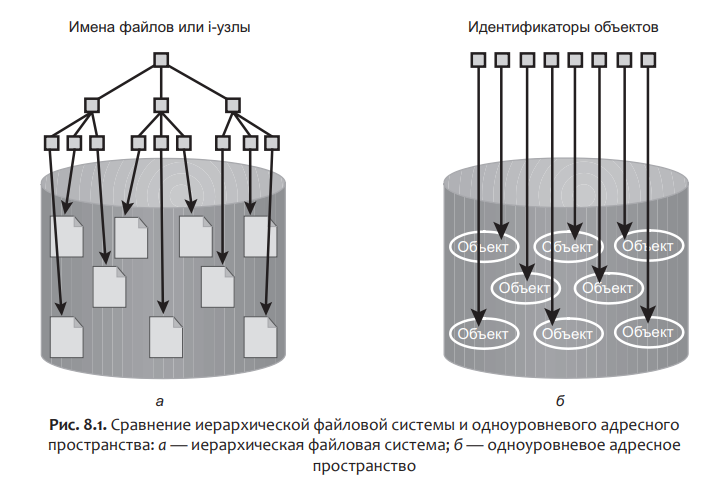 Имена файлов или i-узлы
Идентификаторы объектов
Объект
Объект
Объект
Объект
Объект
Объект
Объект
Объект
а
б
Рис. 8.1. Сравнение иерархической файловой системы и одноуровневого адресного
пространства: а — иерархическая файловая система; б — одноуровневое адресное
пространство